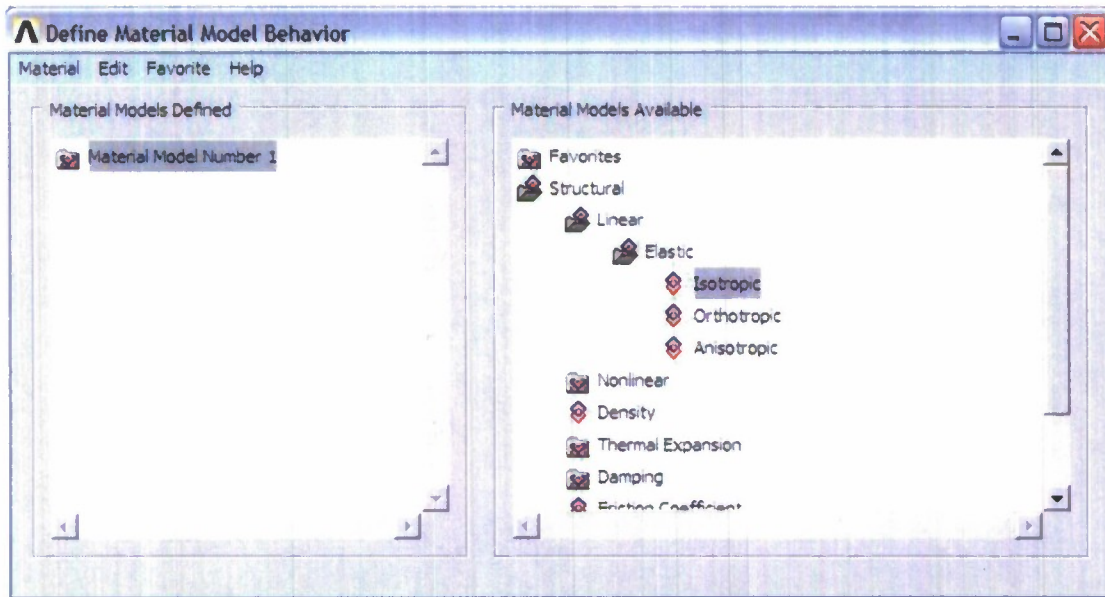 Define Material Model Behavior
Material Edit Favorite Help
Material Models Defined
Material Model Number 1
Material Models Available
Favorites
Structural
Linear
Elastic
Isotropic
Orthotropic
Anisotropic
Nonlinear
Density
Thermal Expansion
Damping
Friction Coefficient